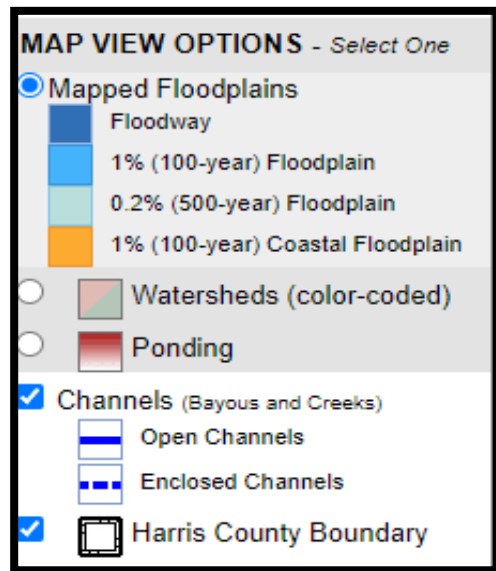 MAP VIEW OPTIONS - Select One
Mapped Floodplains
Floodway
1% (100-year) Floodplain
0.2% (500-year) Floodplain
1% (100-year) Coastal Floodplain
Watersheds (color-coded)
Ponding
Channels (Bayous and Creeks)
Open Channels
Enclosed Channels
Harris County Boundary